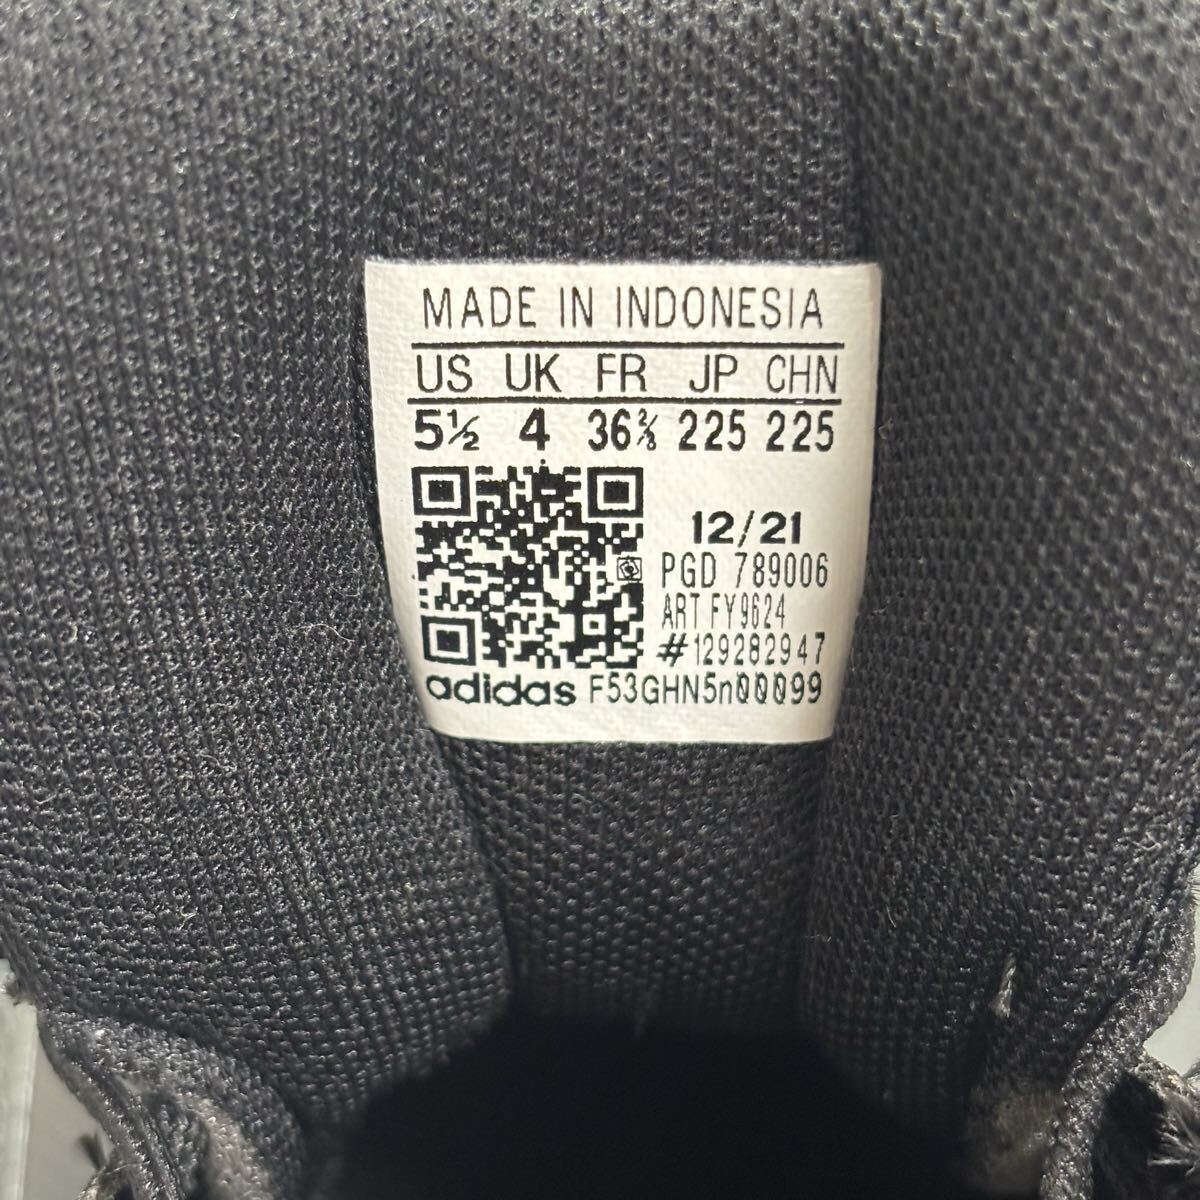 MADE IN INDONESIA
US UK FR JP CHN
5½ 4 36⅔ 225 225
12/21
PGD 789006
ART FY9624
#129282947
adidas F53GHN5n00099